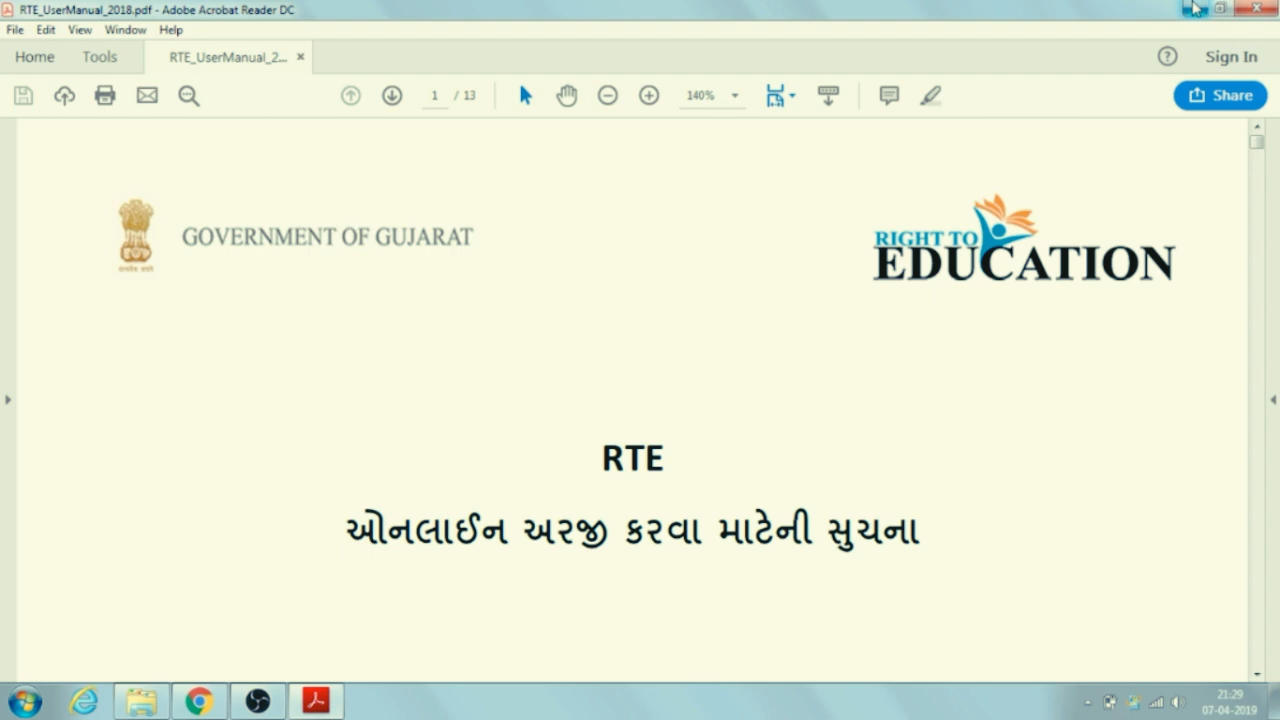 RTE_UserManual_2018.pdf - Adobe Acrobat Reader DC
File Edit View Window Help
Home Tools RTE_UserManual_2... × Sign In
1 / 13 140% Share
GOVERNMENT OF GUJARAT
RIGHT TO
EDUCATION
RTE
ઓનલાઈન અરજી કરવા માટેની સુચના
21:29
07-04-2019